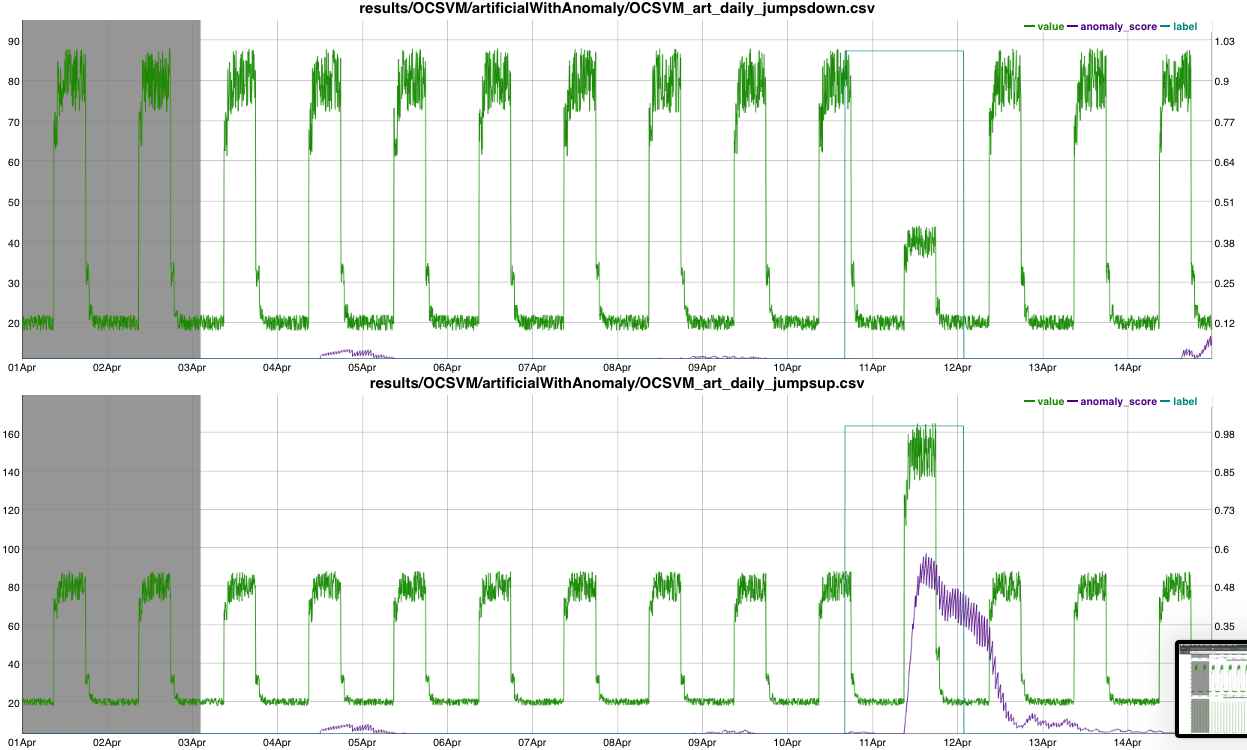 results/OCSVM/artificialWithAnomaly/OCSVM_art_daily_jumpsdown.csv
value anomaly_score label
90 1.03
80 0.9
70 0.77
60 0.64
50 0.51
40 0.38
30 0.25
20 0.12
01Apr 02Apr 03Apr 04Apr 05Apr 06Apr 07Apr 08Apr 09Apr 10Apr 11Apr 12Apr 13Apr 14Apr
results/OCSVM/artificialWithAnomaly/OCSVM_art_daily_jumpsup.csv
value anomaly_score label
160 0.98
140 0.85
120 0.73
100 0.6
80 0.48
60 0.35
40
20
01Apr 02Apr 03Apr 04Apr 05Apr 06Apr 07Apr 08Apr 09Apr 10Apr 11Apr 12Apr 13Apr 14Apr